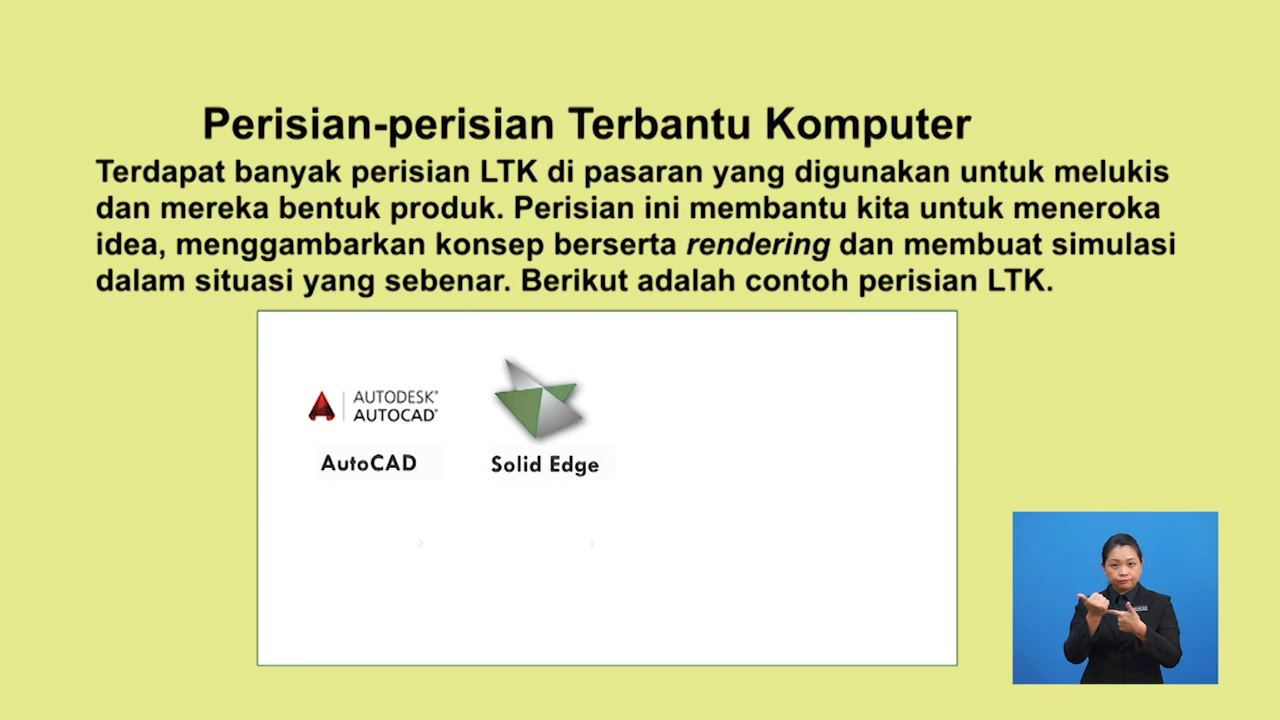 Perisian-perisian Terbantu Komputer
Terdapat banyak perisian LTK di pasaran yang digunakan untuk melukis
dan mereka bentuk produk. Perisian ini membantu kita untuk meneroka
idea, menggambarkan konsep berserta rendering dan membuat simulasi
dalam situasi yang sebenar. Berikut adalah contoh perisian LTK.
AUTODESK®
AUTOCAD®
AutoCAD
Solid Edge